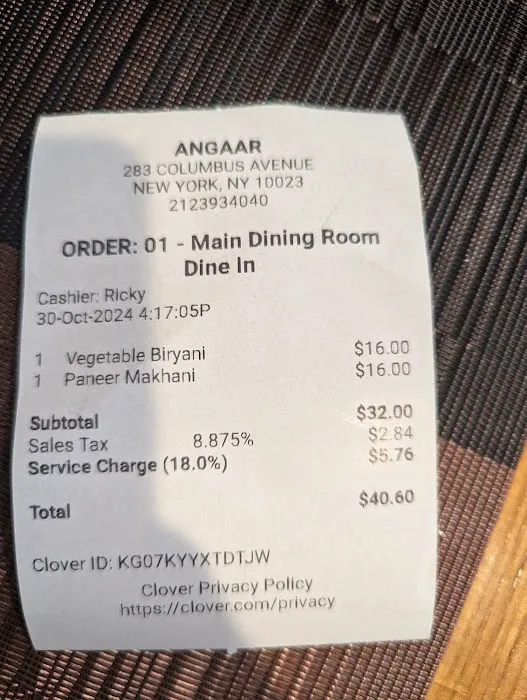 ANGAAR
283 COLUMBUS AVENUE
NEW YORK, NY 10023
2123934040
ORDER: 01 - Main Dining Room
Dine In
Cashier: Ricky
30-Oct-2024 4:17:05P
1 Vegetable Biryani $16.00
1 Paneer Makhani $16.00
Subtotal $32.00
Sales Tax 8.875% $2.84
Service Charge (18.0%) $5.76
Total $40.60
Clover ID: KG07KYYXTDTJW
Clover Privacy Policy
https://clover.com/privacy